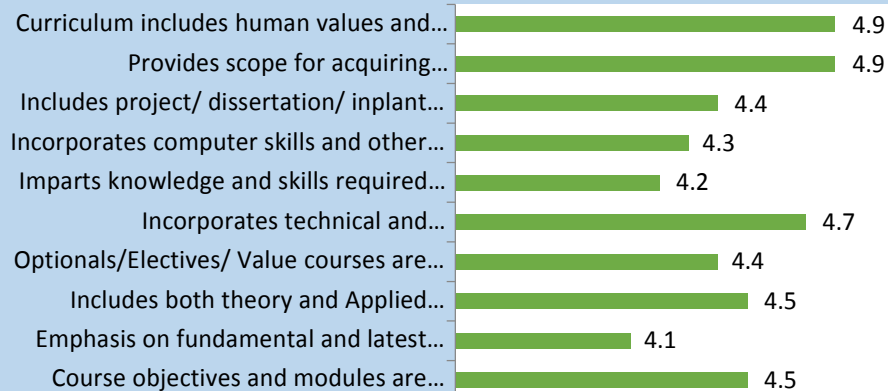 Curriculum includes human values and... 4.9
Provides scope for acquiring... 4.9
Includes project/ dissertation/ inplant... 4.4
Incorporates computer skills and other... 4.3
Imparts knowledge and skills required... 4.2
Incorporates technical and... 4.7
Optionals/Electives/ Value courses are... 4.4
Includes both theory and Applied... 4.5
Emphasis on fundamental and latest... 4.1
Course objectives and modules are... 4.5